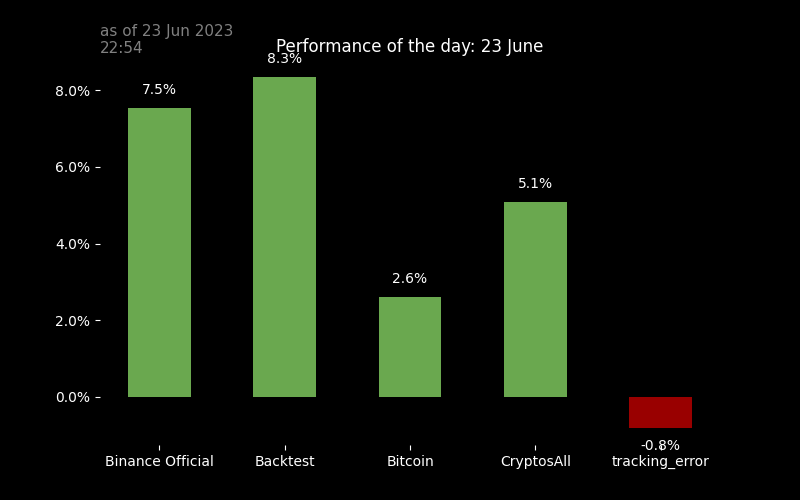 as of 23 Jun 2023
22:54
Performance of the day: 23 June
8.3%
7.5%
8.0%
6.0%
5.1%
4.0%
2.6%
2.0%
0.0%
-0.8%
Binance Official
Backtest
Bitcoin
CryptosAll
tracking_error